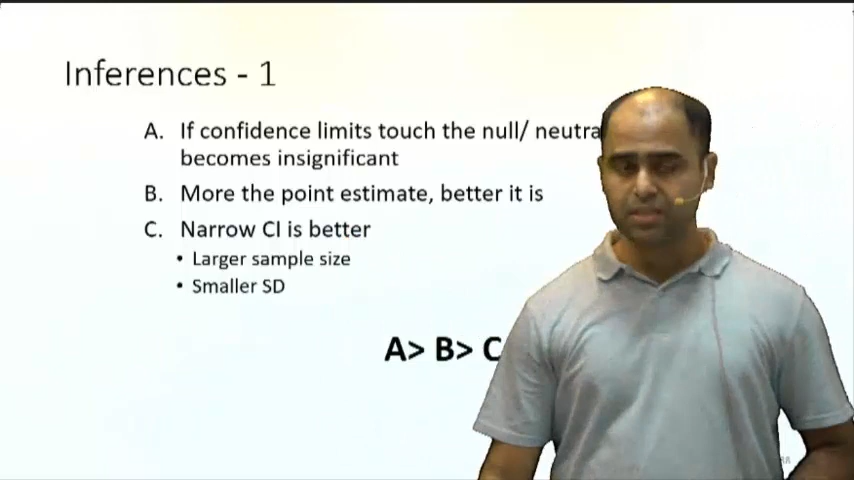 Inferences - 1
A. If confidence limits touch the null/ neutra
becomes insignificant
B. More the point estimate, better it is
C. Narrow CI is better
• Larger sample size
• Smaller SD
A> B> C